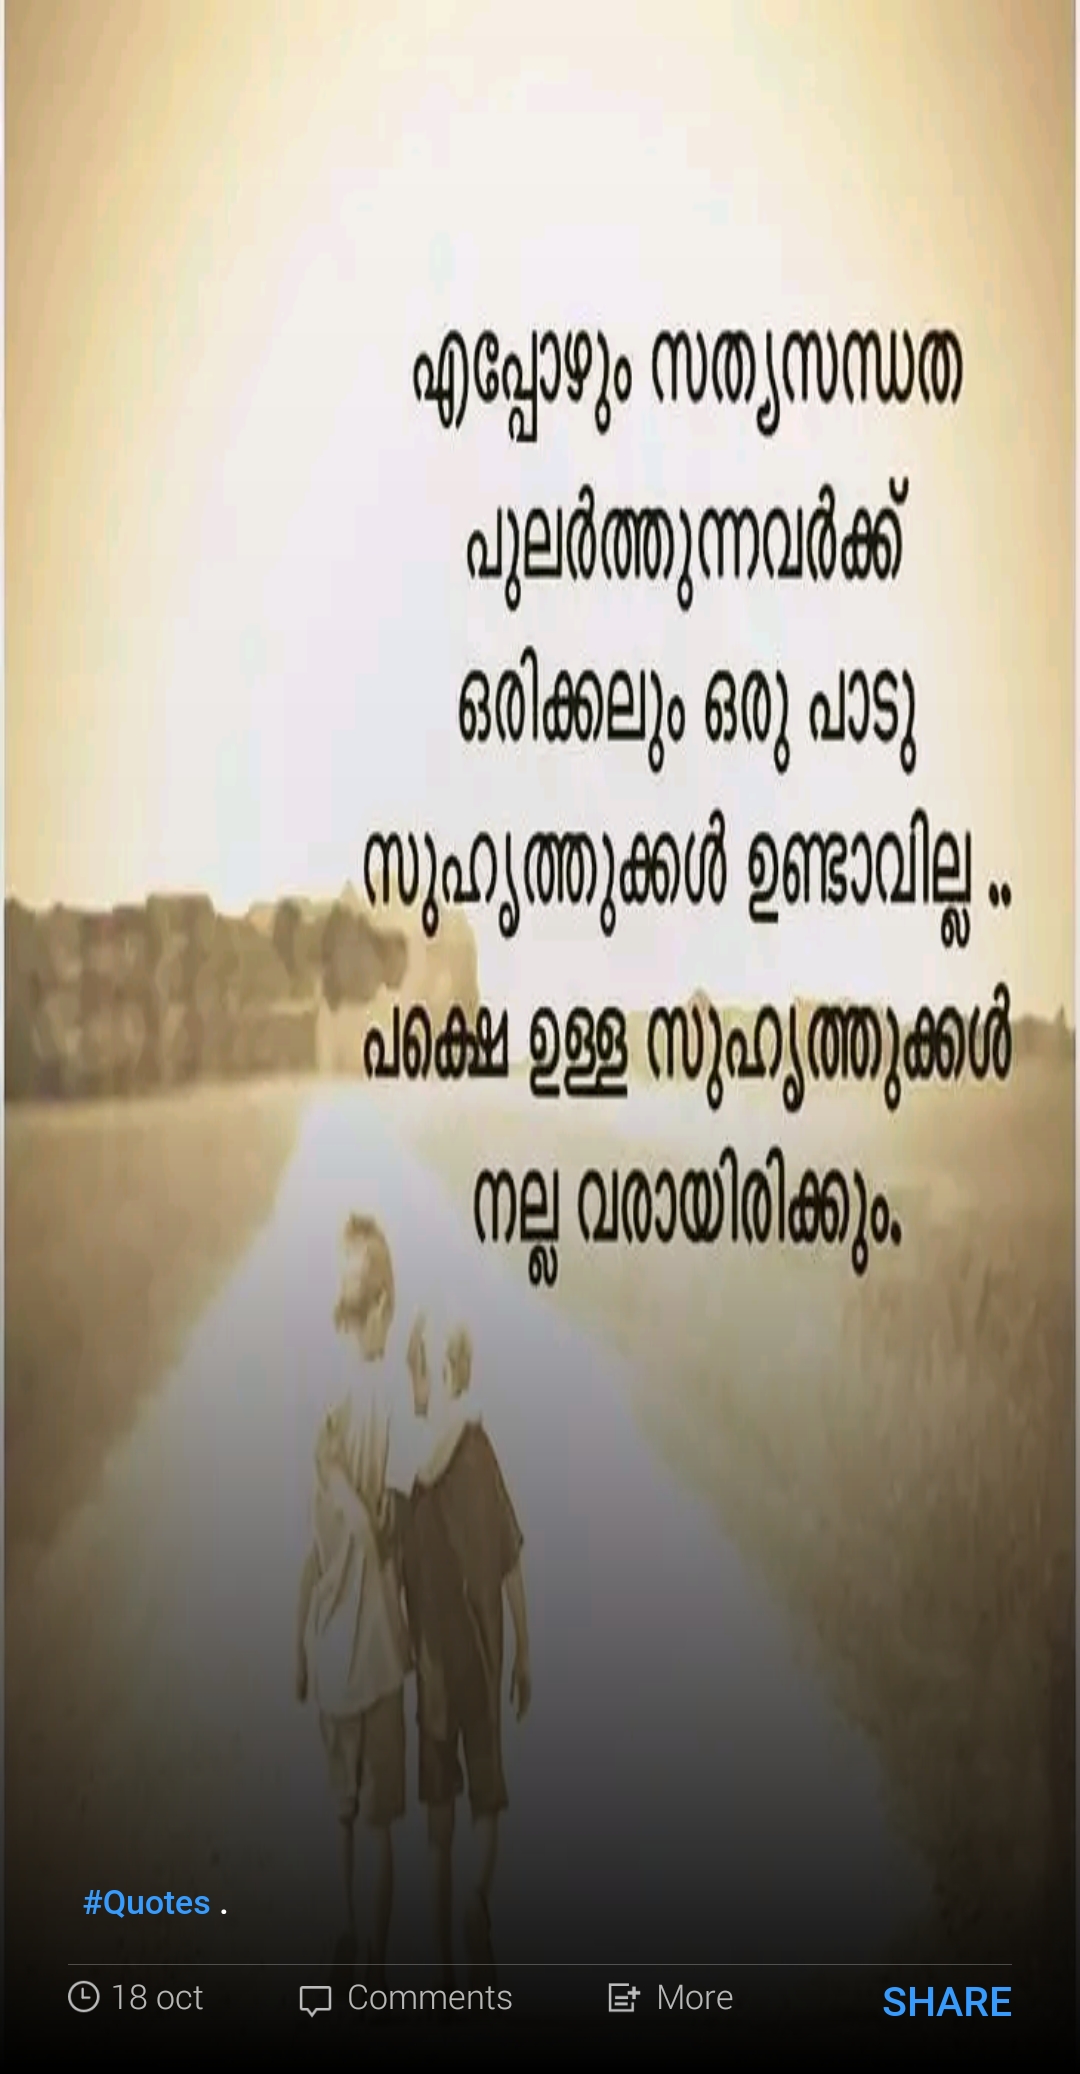 എപ്പോഴും സത്യസന്ധത
പുലർത്തുന്നവർക്ക്
ഒരിക്കലും ഒരു പാടു
സുഹൃത്തുക്കൾ ഉണ്ടാവില്ല ..
പക്ഷെ ഉള്ള സുഹൃത്തുക്കൾ
നല്ല വരായിരിക്കും.
#Quotes .
18 oct Comments More SHARE